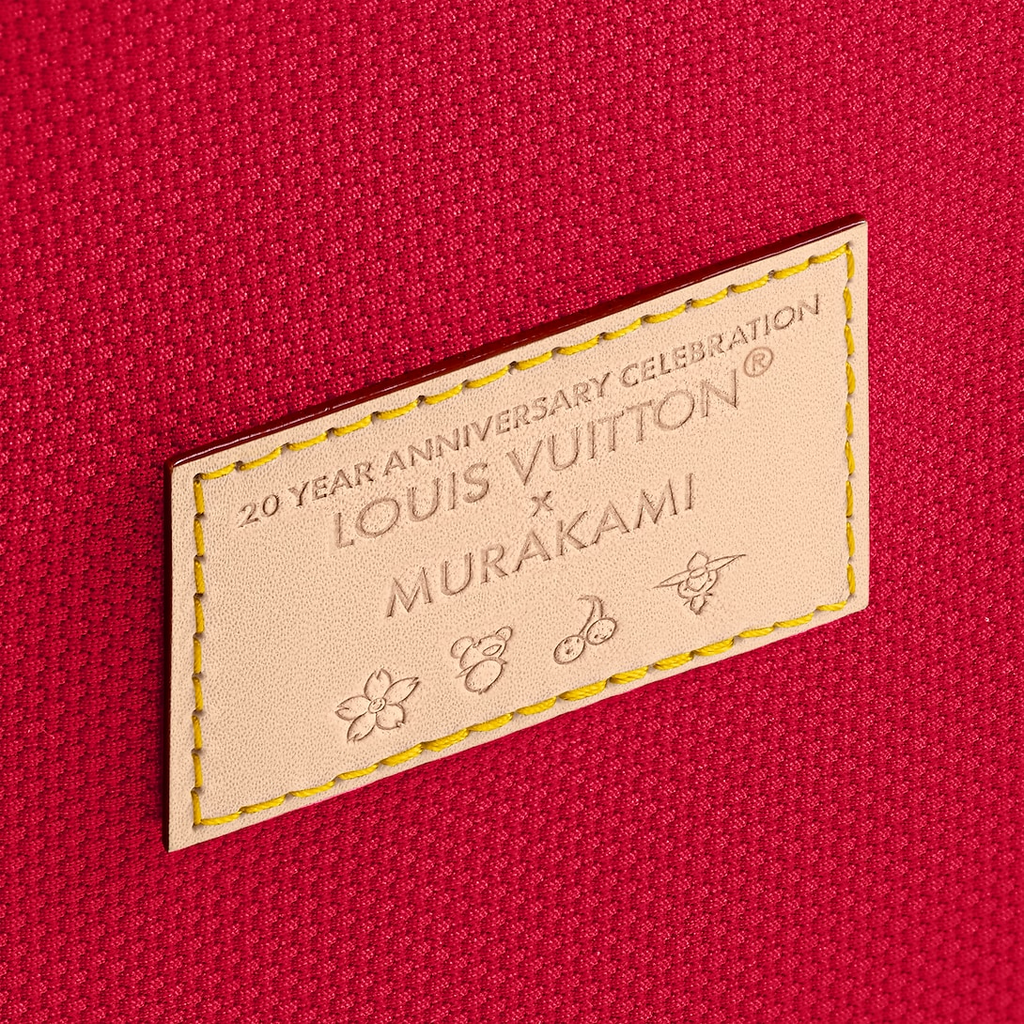 20 YEAR ANNIVERSARY CELEBRATION
LOUIS VUITTON®
x
MURAKAMI